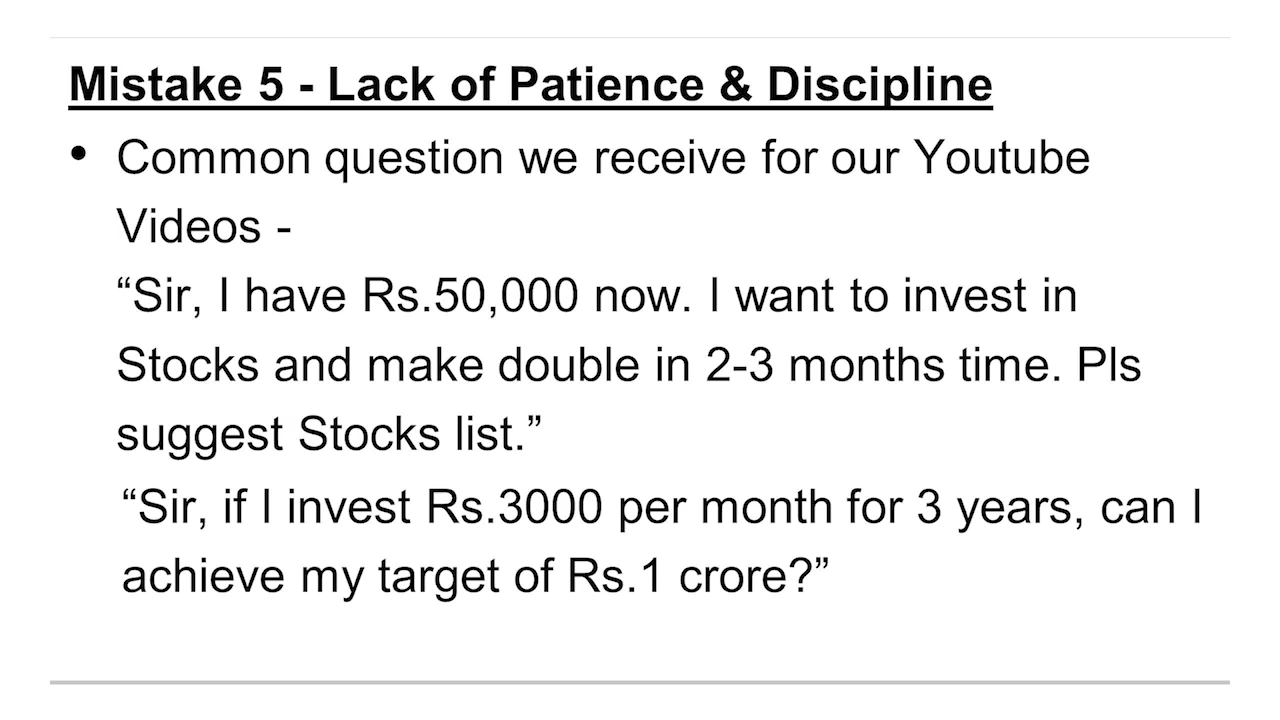 Mistake 5 - Lack of Patience & Discipline
• Common question we receive for our Youtube
Videos -
“Sir, I have Rs.50,000 now. I want to invest in
Stocks and make double in 2-3 months time. Pls
suggest Stocks list.”
“Sir, if I invest Rs.3000 per month for 3 years, can I
achieve my target of Rs.1 crore?”